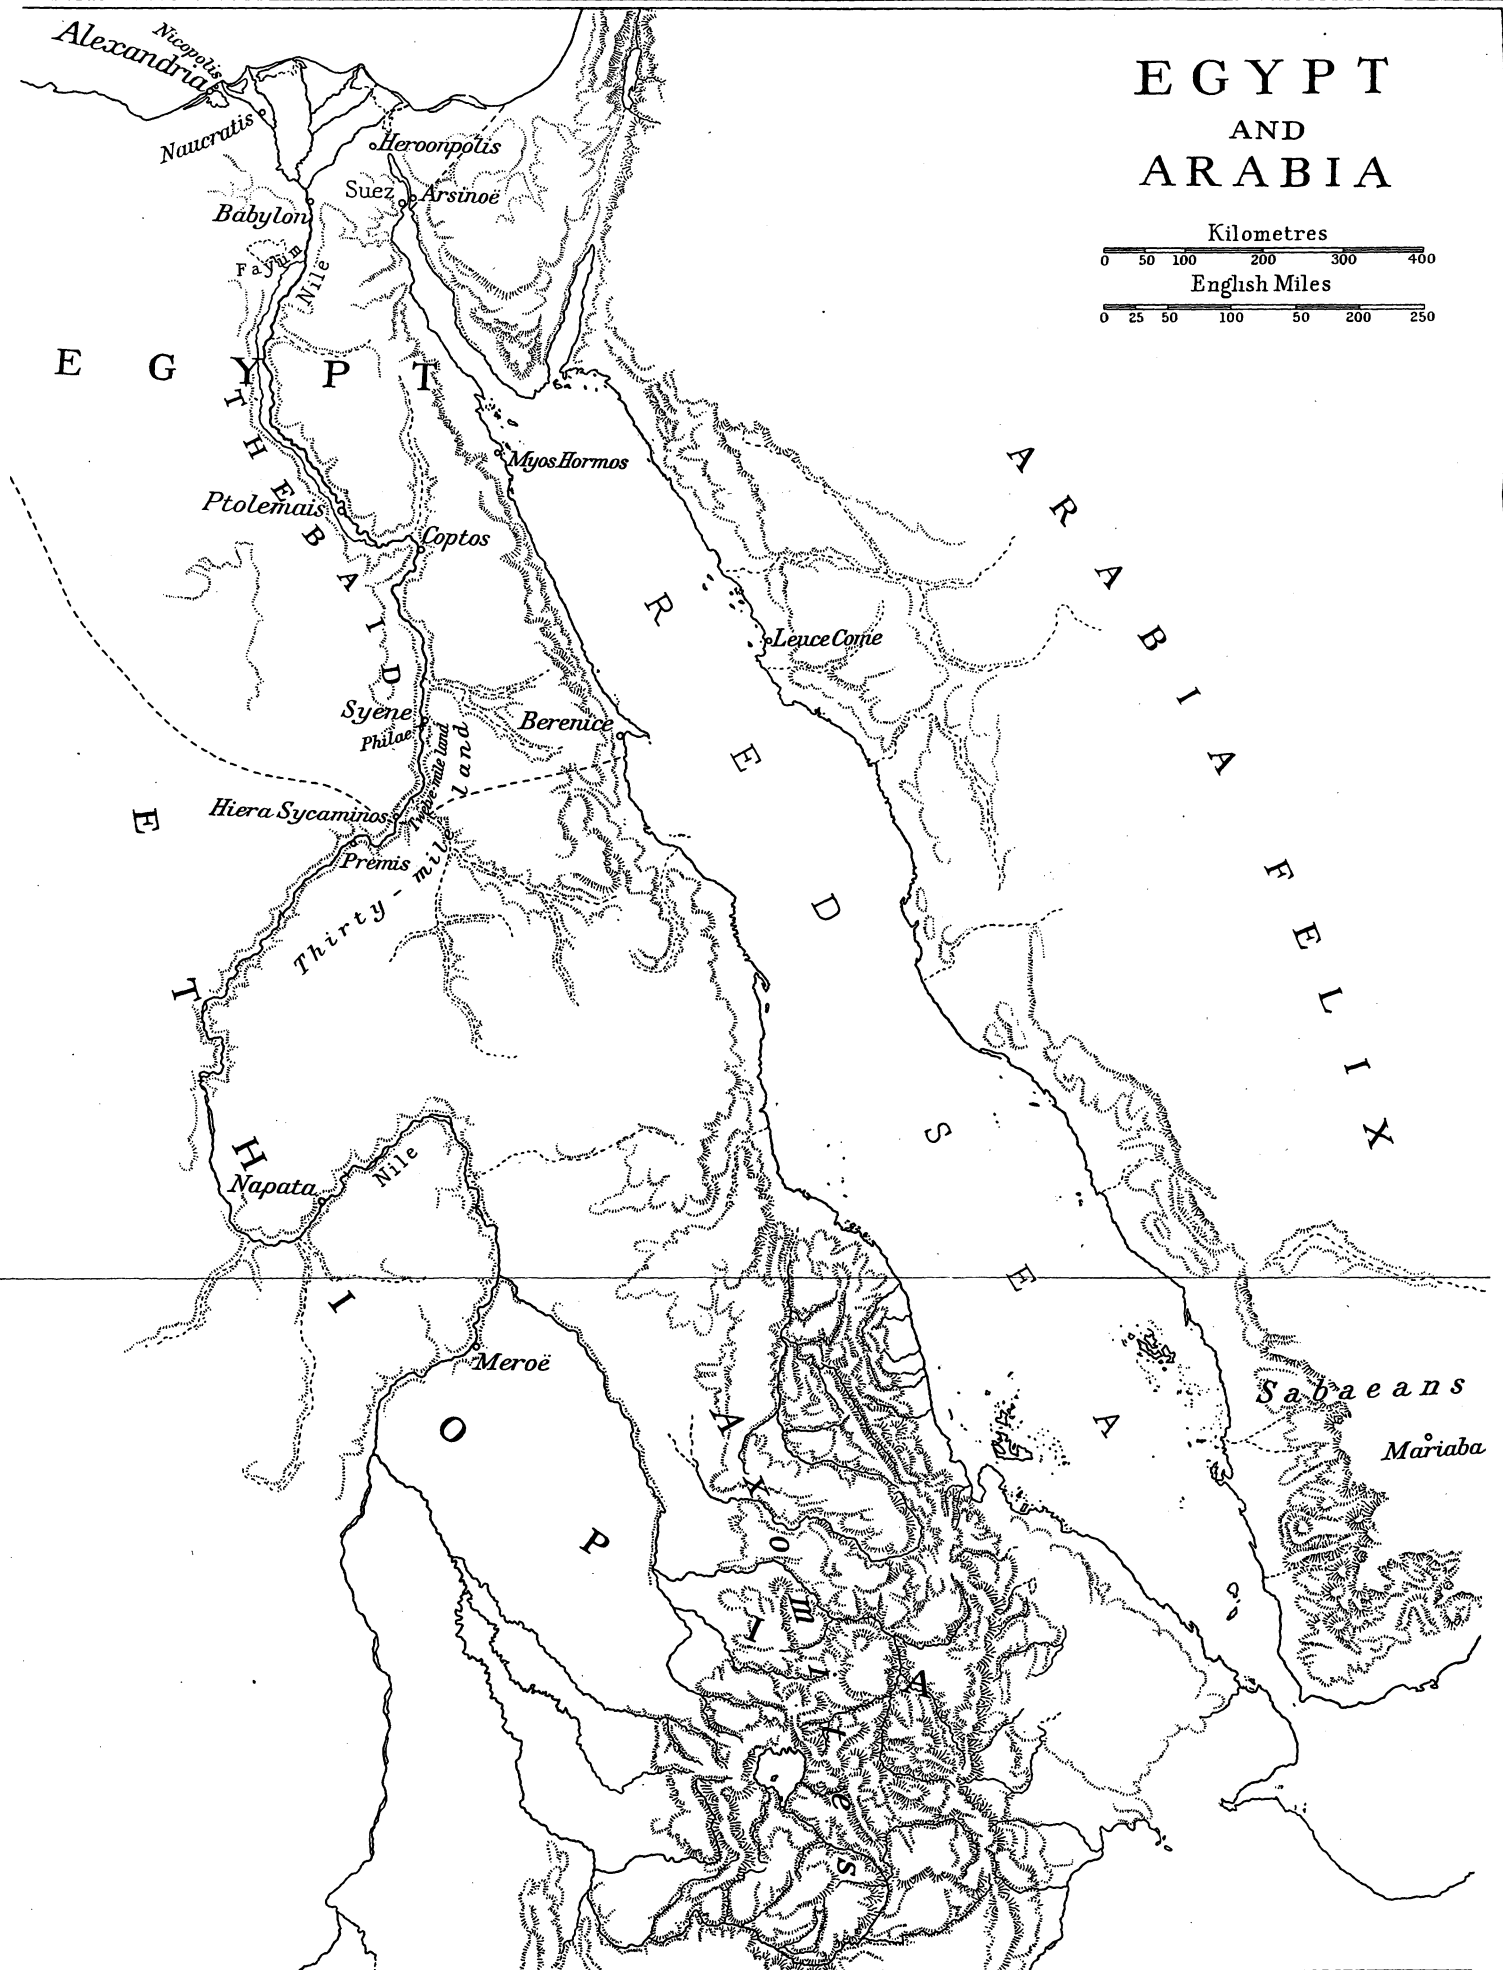 EGYPT
AND
ARABIA
Kilometres
0 50 100 200 300 400
English Miles
0 25 50 100 50 200 250
Nicopolis
Alexandria
Naucratis
Heroonpolis
Suez
Arsinoë
Babylon
Fayum
Nile
EGYPT
THEBAID
Myos Hormos
Ptolemais
Coptos
ARABIA FELIX
RED SEA
Leuce Come
Syene
Philae
Berenice
Twelve mile land
Hiera Sycaminos
Premis
Thirty-mile land
ETHIOPIA
Napata
Nile
Meroë
Axomites
Sabaeans
Mariaba